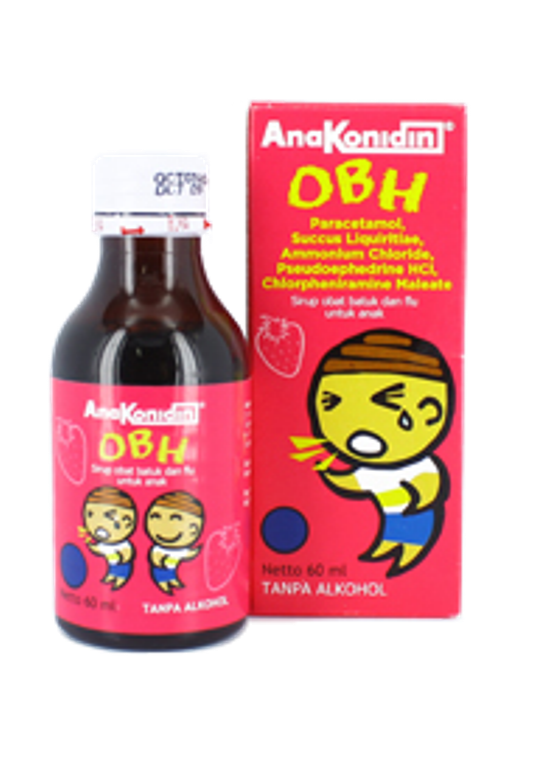 AnaKonidin®
OBH
Paracetamol,
Succus Liquiritiae,
Ammonium Chloride,
Pseudoephedrine HCl,
Chlorpheniramine Maleate
Sirup obat batuk dan flu
untuk anak
Netto 60 ml
TANPA ALKOHOL
AnaKonidin®
OBH
Sirup obat batuk dan flu
untuk anak
Netto 60 ml
TANPA ALKOHOL